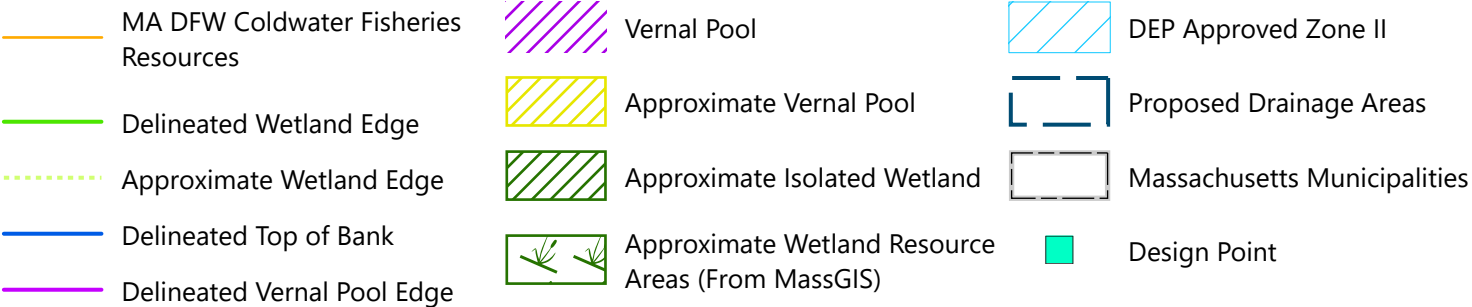 MA DFW Coldwater Fisheries
Resources
Delineated Wetland Edge
Approximate Wetland Edge
Delineated Top of Bank
Delineated Vernal Pool Edge
Vernal Pool
Approximate Vernal Pool
Approximate Isolated Wetland
Approximate Wetland Resource
Areas (From MassGIS)
DEP Approved Zone II
Proposed Drainage Areas
Massachusetts Municipalities
Design Point